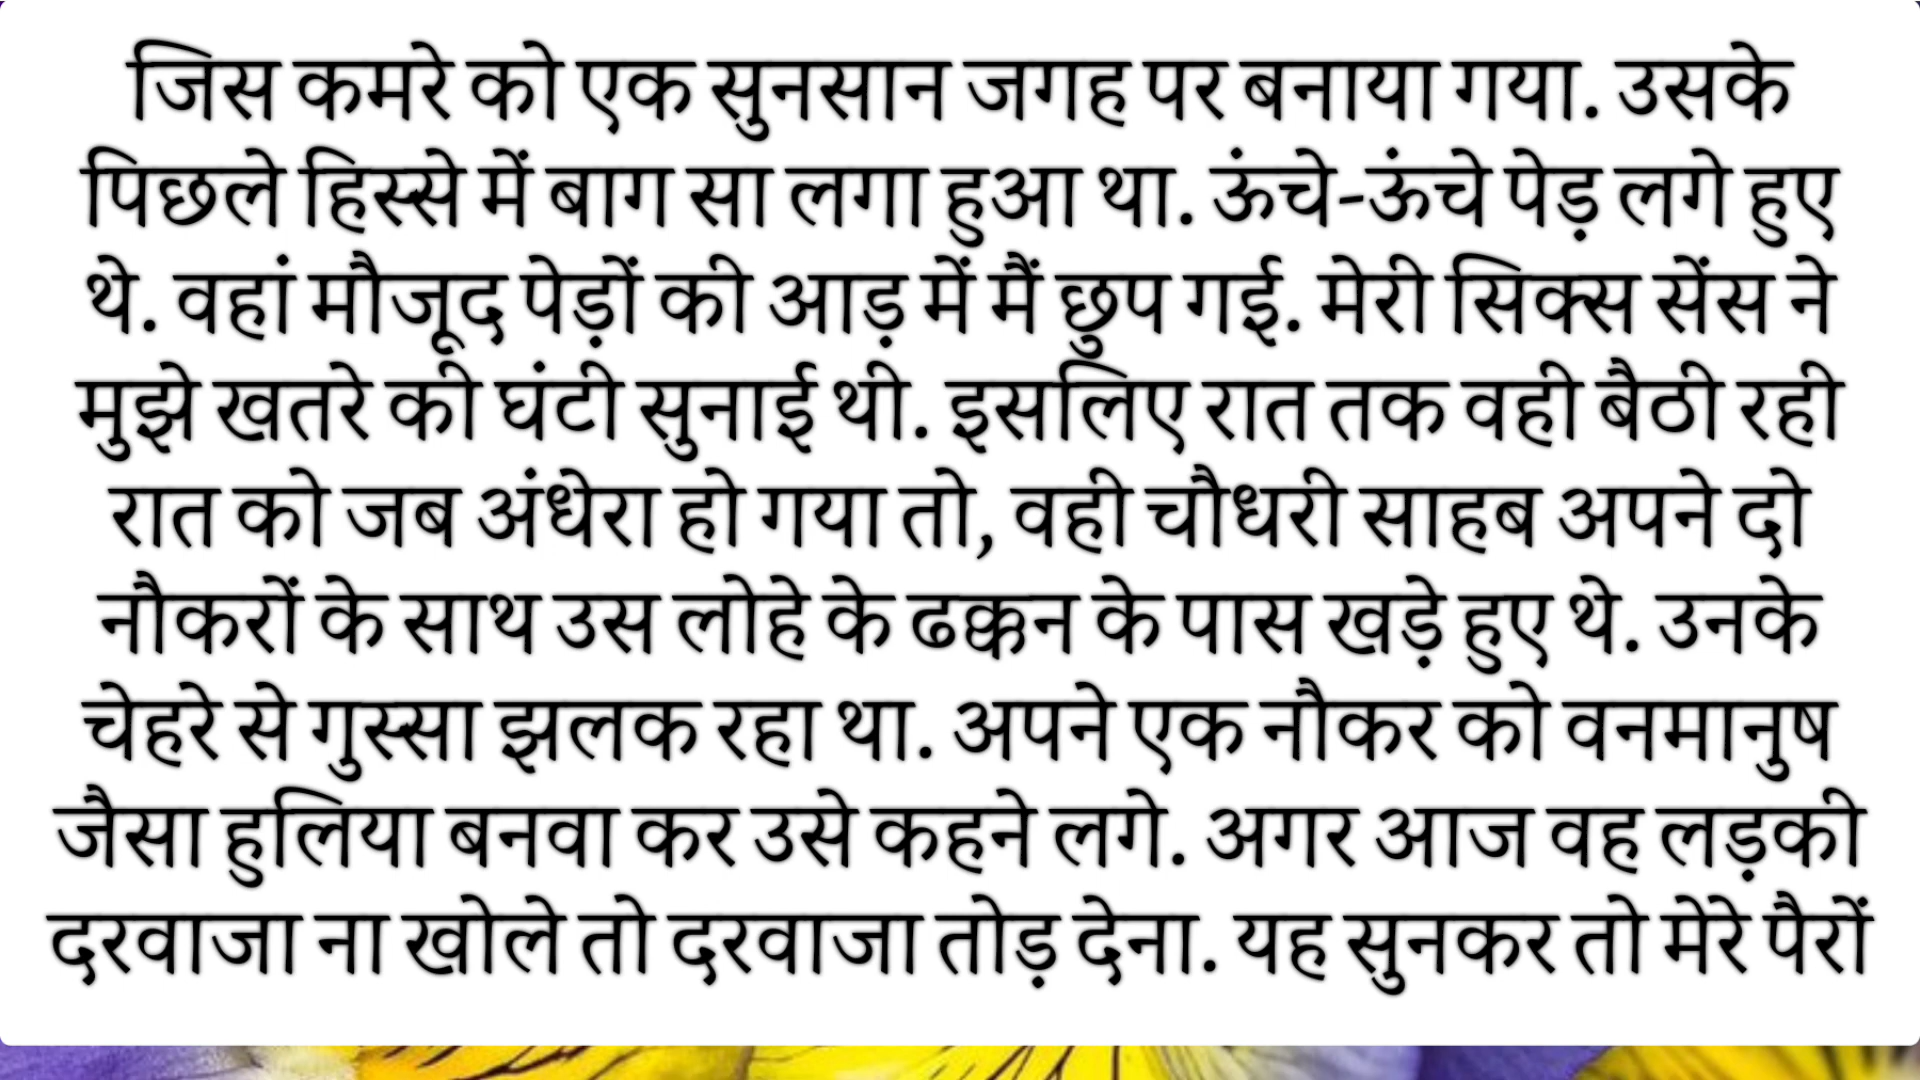 जिस कमरे को एक सुनसान जगह पर बनाया गया. उसके
पिछले हिस्से में बाग सा लगा हुआ था. ऊंचे-ऊंचे पेड़ लगे हुए
थे. वहां मौजूद पेड़ों की आड़ में मैं छुप गई. मेरी सिक्स सेंस ने
मुझे खतरे की घंटी सुनाई थी. इसलिए रात तक वही बैठी रही
रात को जब अंधेरा हो गया तो, वही चौधरी साहब अपने दो
नौकरों के साथ उस लोहे के ढक्कन के पास खड़े हुए थे. उनके
चेहरे से गुस्सा झलक रहा था. अपने एक नौकर को वनमानुष
जैसा हुलिया बनवा कर उसे कहने लगे. अगर आज वह लड़की
दरवाजा ना खोले तो दरवाजा तोड़ देना. यह सुनकर तो मेरे पैरों